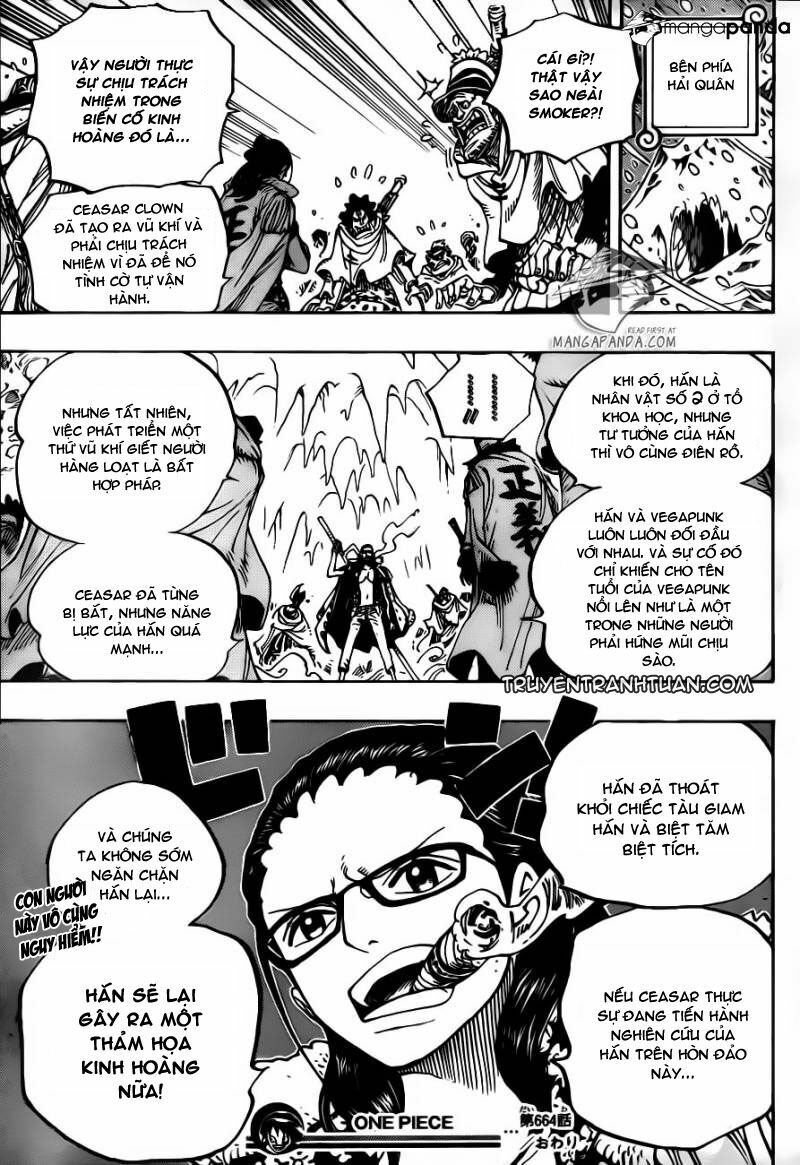 mangapanda
BÊN PHÍA
HẢI QUÂN
CÁI GÌ?!
THẬT VẬY
SAO NGÀI
SMOKER?!
VẬY NGƯỜI THỰC
SỰ CHỊU TRÁCH
NHIỆM TRONG
BIẾN CỐ KINH
HOÀNG ĐÓ LÀ...
CEASAR CLOWN
ĐÃ TẠO RA VŨ KHÍ VÀ
PHẢI CHỊU TRÁCH
NHIỆM VÌ ĐÃ ĐỂ NÓ
TÌNH CỜ TỰ VẬN
HÀNH.
READ FIRST AT
MANGAPANDA.COM
KHI ĐÓ, HẮN LÀ
NHÂN VẬT SỐ 2 Ở TỔ
KHOA HỌC, NHƯNG
TƯ TƯỞNG CỦA HẮN
THÌ VÔ CÙNG ĐIÊN RỒ.
HẮN VÀ VEGAPUNK
LUÔN LUÔN ĐỐI ĐẦU
VỚI NHAU. VÀ SỰ CỐ ĐÓ
CHỈ KHIẾN CHO TÊN
TUỔI CỦA VEGAPUNK
NỔI LÊN NHƯ LÀ MỘT
TRONG NHỮNG NGƯỜI
PHẢI HỨNG MŨI CHỊU
SÀO.
............!!
正義
NHƯNG TẤT NHIÊN,
VIỆC PHÁT TRIỂN MỘT
THỨ VŨ KHÍ GIẾT NGƯỜI
HÀNG LOẠT LÀ BẤT
HỢP PHÁP.
CEASAR ĐÃ TỪNG
BỊ BẮT, NHƯNG NĂNG
LỰC CỦA HẮN QUÁ
MẠNH...
TRUYENTRANHTUAN.COM
HẮN ĐÃ THOÁT
KHỎI CHIẾC TÀU GIAM
HẮN VÀ BIỆT TĂM
BIỆT TÍCH.
NẾU CEASAR THỰC
SỰ ĐANG TIẾN HÀNH
NGHIÊN CỨU CỦA
HẮN TRÊN HÒN ĐẢO
NÀY...
ドン
VÀ CHÚNG
TA KHÔNG SỚM
NGĂN CHẶN
HẮN LẠI...
CON NGƯỜI
NÀY VÔ CÙNG
NGUY HIỂM!!
HẮN SẼ LẠI
GÂY RA MỘT
THẢM HỌA
KINH HOÀNG
NỮA!
ONE PIECE
... 第664話
おわり